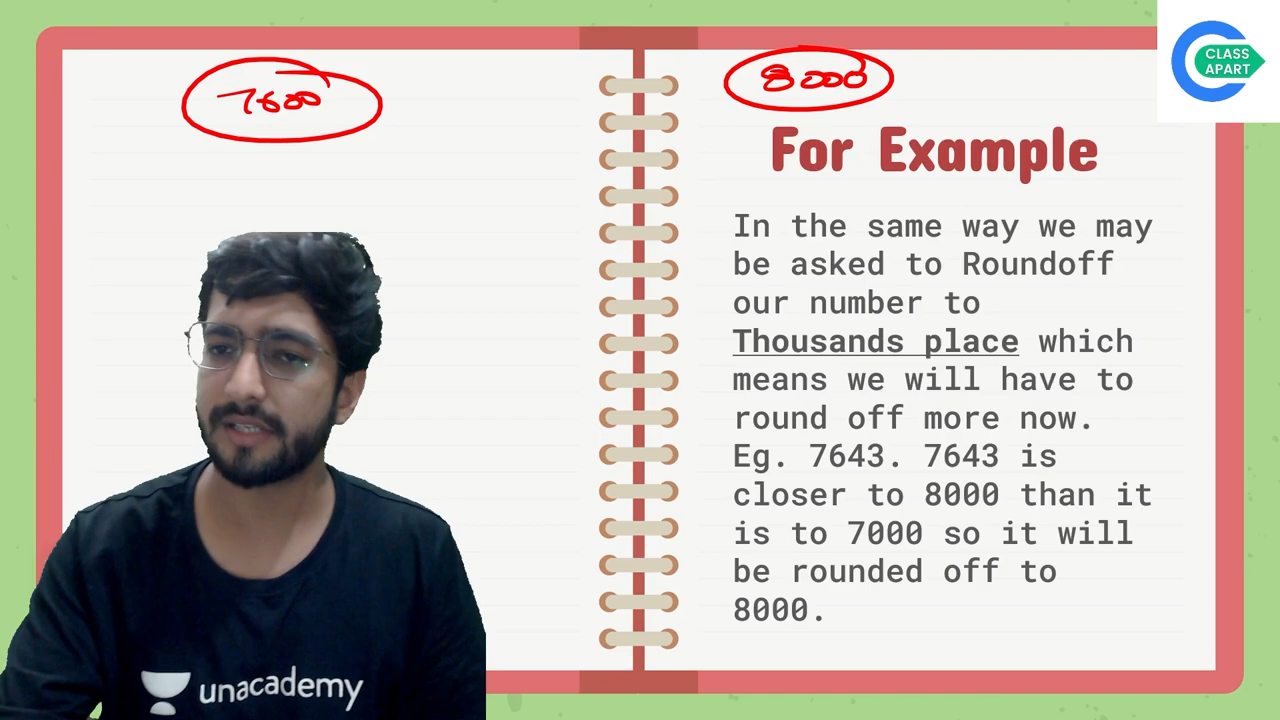 7600
8000
CLASS
APART
For Example
In the same way we may
be asked to Roundoff
our number to
Thousands place which
means we will have to
round off more now.
Eg. 7643. 7643 is
closer to 8000 than it
is to 7000 so it will
be rounded off to
8000.
unacademy